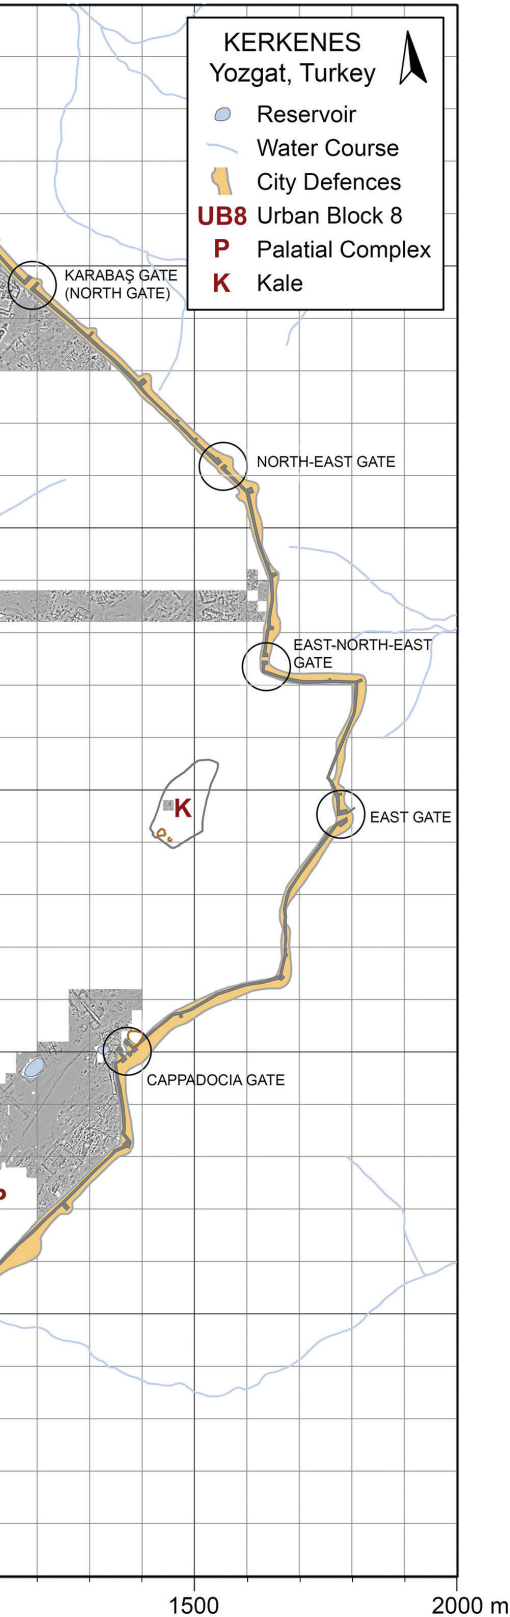 KERKENES
Yozgat, Turkey
Reservoir
Water Course
City Defences
UB8 Urban Block 8
P Palatial Complex
K Kale
KARABAŞ GATE
(NORTH GATE)
NORTH-EAST GATE
EAST-NORTH-EAST
GATE
K
EAST GATE
CAPPADOCIA GATE
1500
2000 m